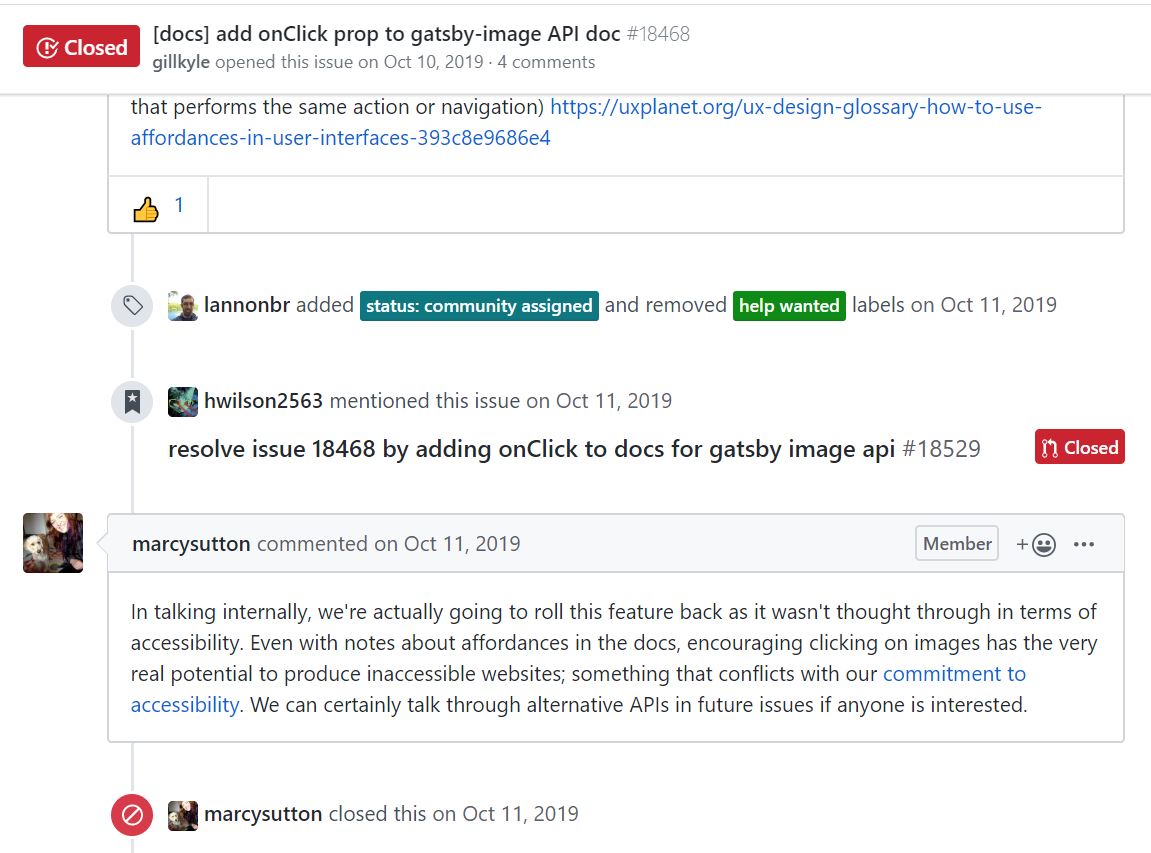 Closed
[docs] add onClick prop to gatsby-image API doc #18468
gillkyle opened this issue on Oct 10, 2019 · 4 comments
that performs the same action or navigation) https://uxplanet.org/ux-design-glossary-how-to-use-
affordances-in-user-interfaces-393c8e9686e4
1
lannonbr added status: community assigned and removed help wanted labels on Oct 11, 2019
hwilson2563 mentioned this issue on Oct 11, 2019
resolve issue 18468 by adding onClick to docs for gatsby image api #18529
Closed
marcysutton commented on Oct 11, 2019
Member
In talking internally, we're actually going to roll this feature back as it wasn't thought through in terms of
accessibility. Even with notes about affordances in the docs, encouraging clicking on images has the very
real potential to produce inaccessible websites; something that conflicts with our commitment to
accessibility. We can certainly talk through alternative APIs in future issues if anyone is interested.
marcysutton closed this on Oct 11, 2019